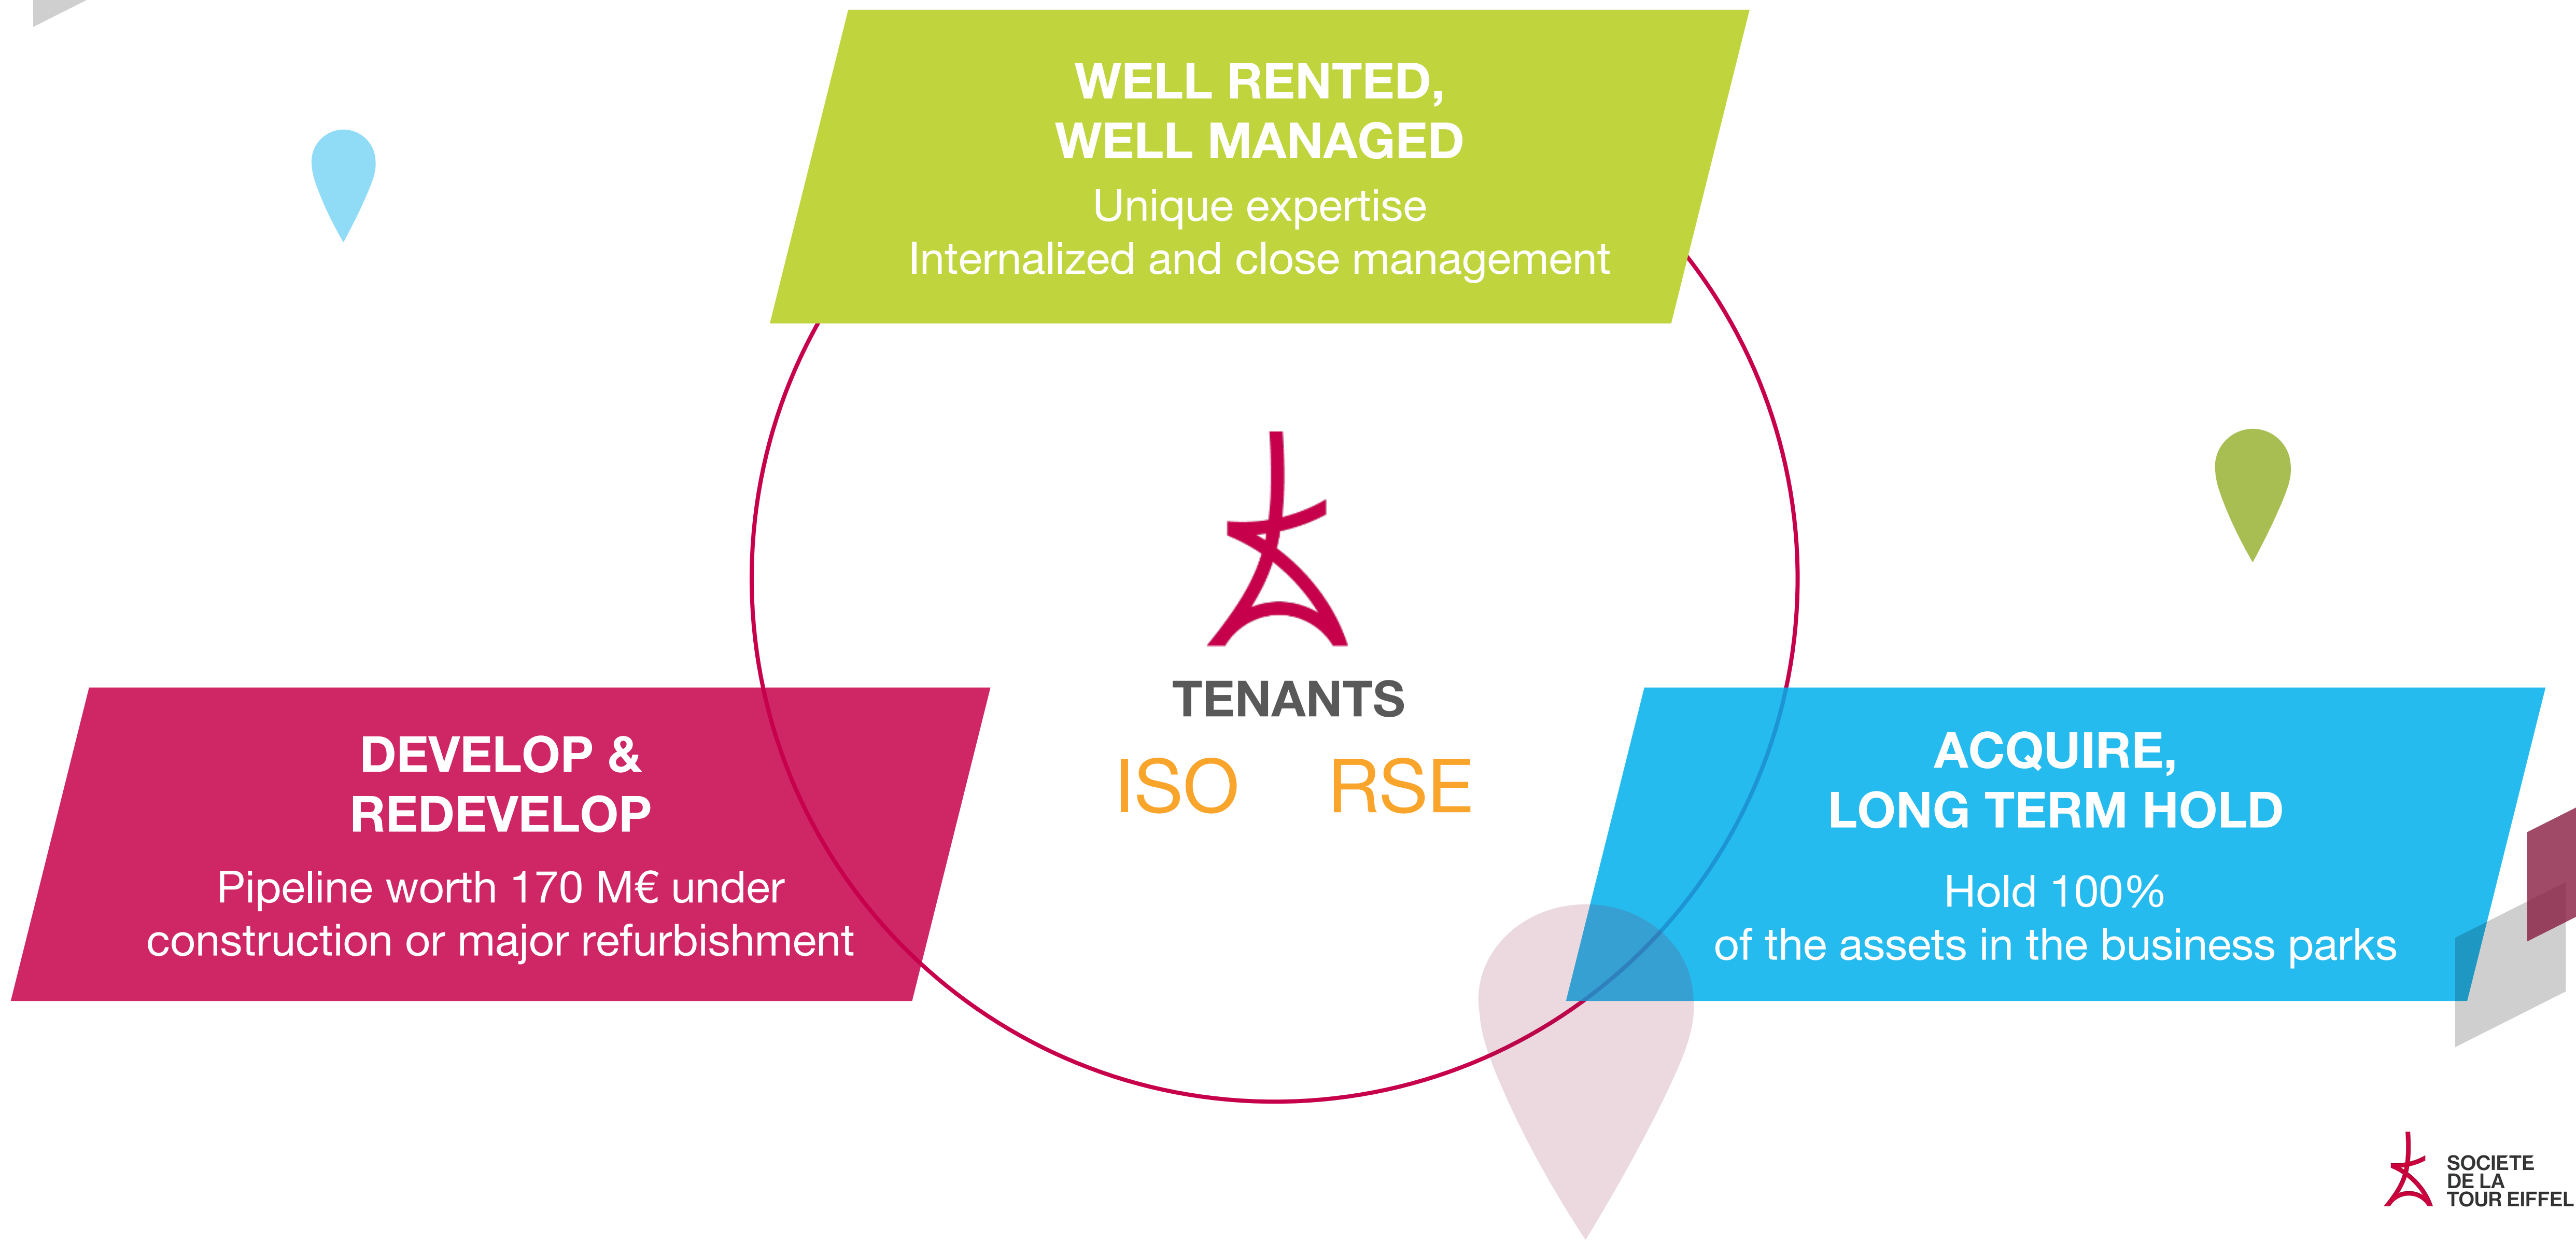 WELL RENTED,
WELL MANAGED
Unique expertise
Internalized and close management
TENANTS
ISO RSE
DEVELOP &
REDEVELOP
Pipeline worth 170 M€ under
construction or major refurbishment
ACQUIRE,
LONG TERM HOLD
Hold 100%
of the assets in the business parks
SOCIETE
DE LA
TOUR EIFFEL